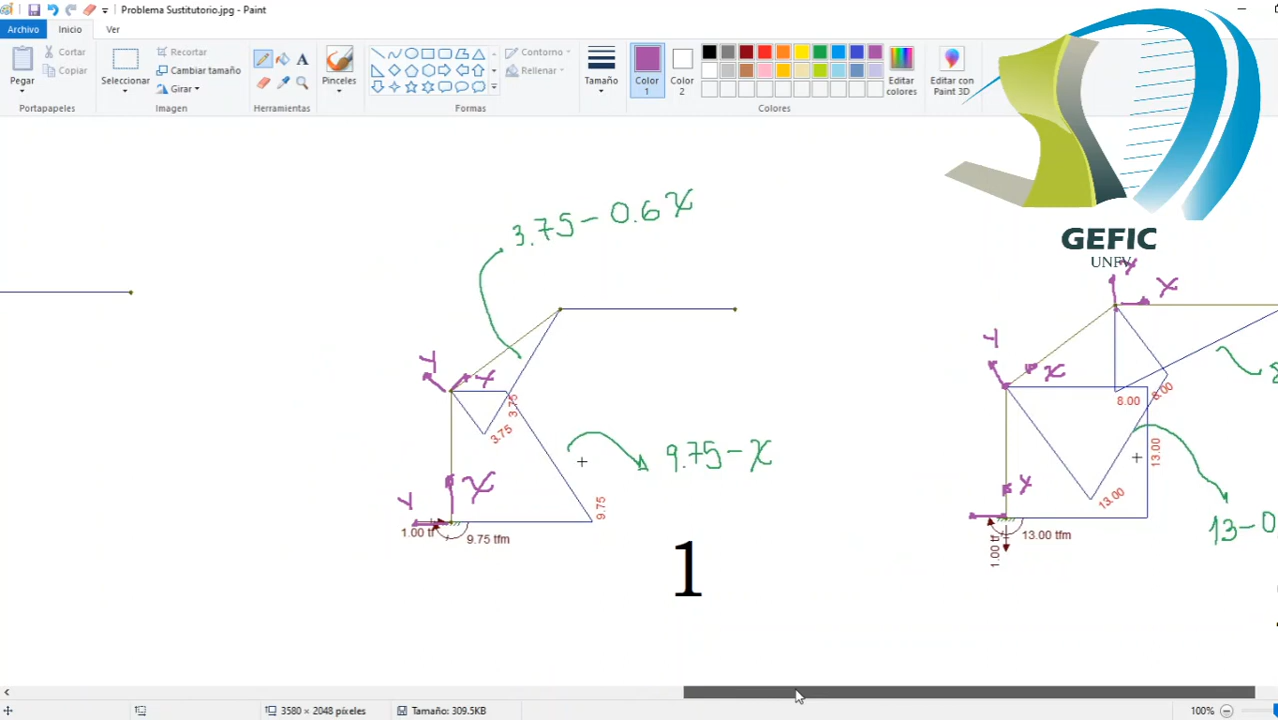 Problema Sustitutorio.jpg - Paint
Archivo Inicio Ver
Pegar
Cortar
Copiar
Portapapeles
Seleccionar
Recortar
Cambiar tamaño
Girar
Imagen
A
Herramientas
Pinceles
Contorno
Rellenar
Formas
Tamaño
Color 1
Color 2
Editar colores
Editar con Paint 3D
Colores
GEFIC
UNFV
3.75-0.6X
Y X
3.75
3.75
9.75-X
Y X
9.75
1.00 tf 9.75 tfm
1
Y X
Y X
8.00 8.00
13.00
13.00
X
13-0
1.00 tf 13.00 tfm
3580 × 2048 píxeles
Tamaño: 309.5KB
100%